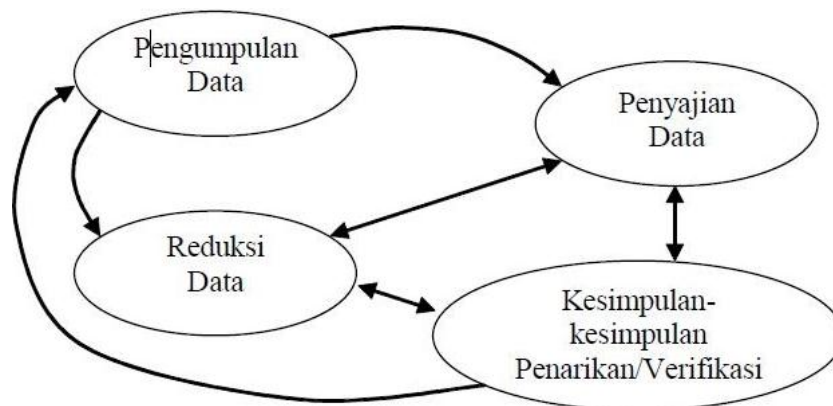 Pengumpulan
Data
Penyajian
Data
Reduksi
Data
Kesimpulan-
kesimpulan
Penarikan/Verifikasi